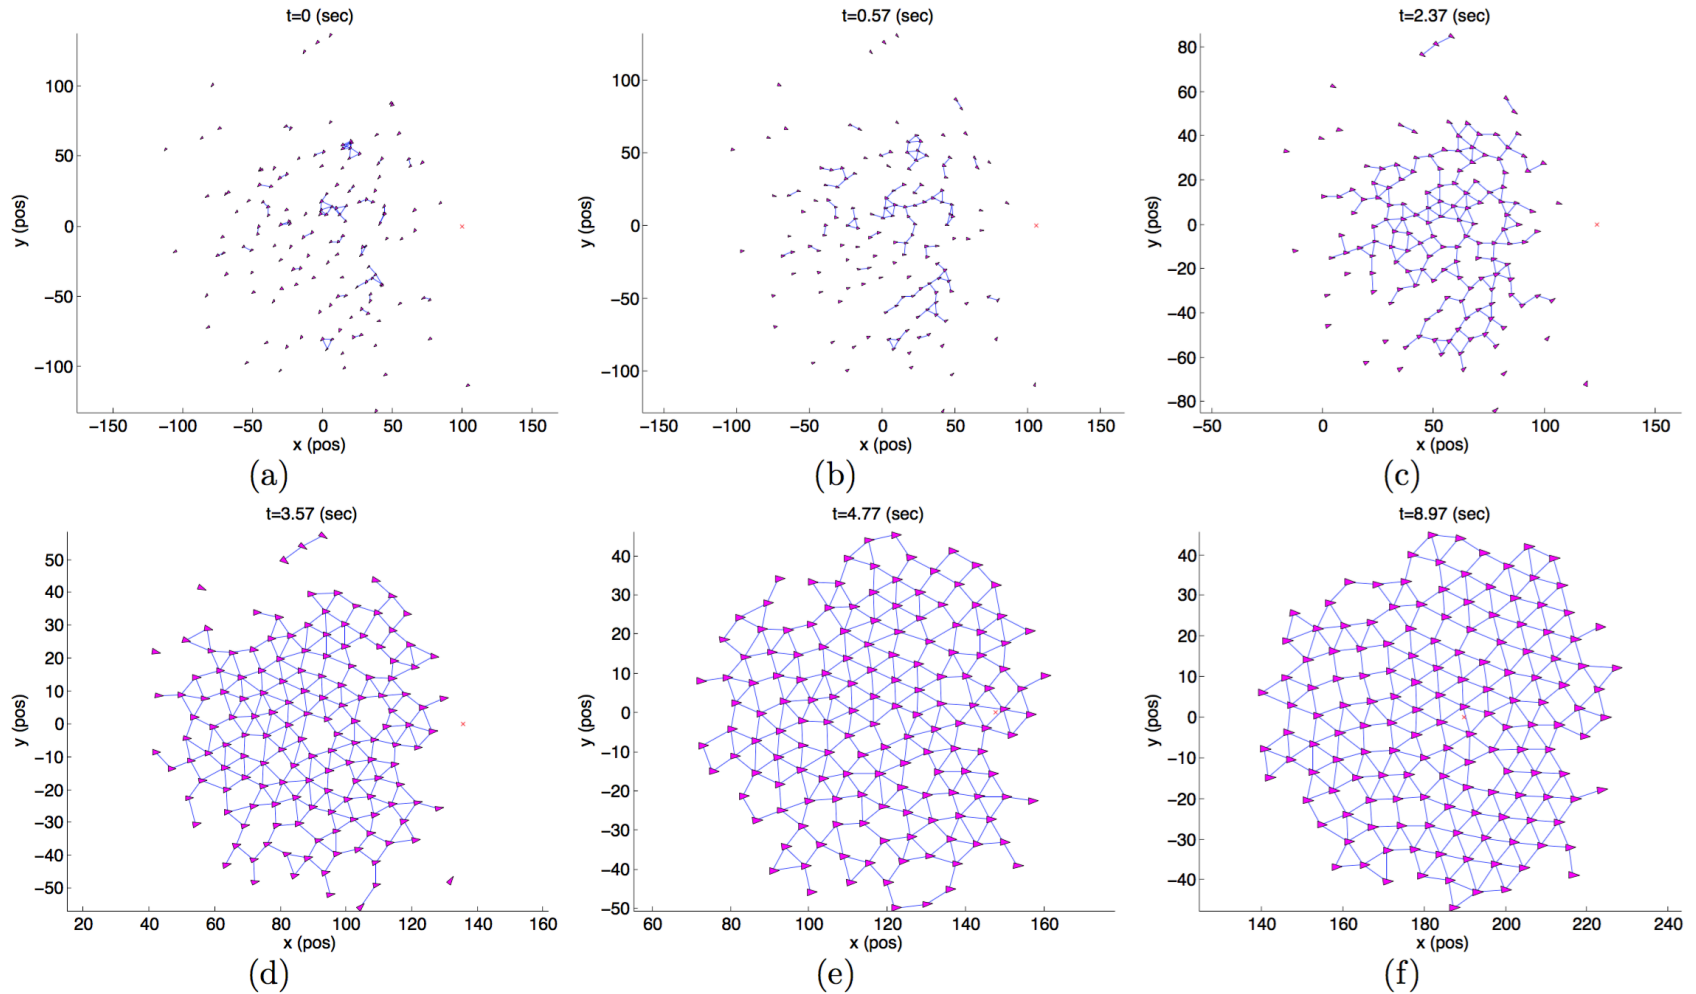 t=0 (sec)
y (pos)
100
50
0
−50
−100
−150 −100 −50 0 50 100 150
x (pos)
(a)
t=0.57 (sec)
y (pos)
100
50
0
−50
−100
−150 −100 −50 0 50 100 150
x (pos)
(b)
t=2.37 (sec)
y (pos)
80
60
40
20
0
−20
−40
−60
−80
−50 0 50 100 150
x (pos)
(c)
t=3.57 (sec)
y (pos)
50
40
30
20
10
0
−10
−20
−30
−40
−50
20 40 60 80 100 120 140 160
x (pos)
(d)
t=4.77 (sec)
y (pos)
40
30
20
10
0
−10
−20
−30
−40
−50
60 80 100 120 140 160
x (pos)
(e)
t=8.97 (sec)
y (pos)
40
30
20
10
0
−10
−20
−30
−40
140 160 180 200 220 240
x (pos)
(f)